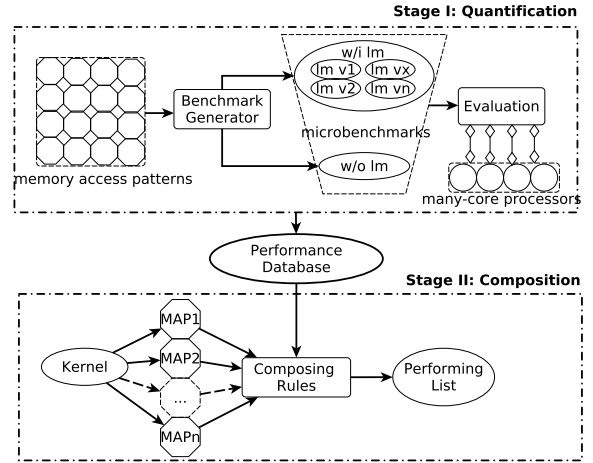 Stage I: Quantification
w/i lm
lm v1
lm vx
lm v2
lm vn
Benchmark
Generator
Evaluation
microbenchmarks
w/o lm
memory access patterns
many-core processors
Performance
Database
Stage II: Composition
MAP1
Kernel
MAP2
...
MAPn
Composing
Rules
Performing
List